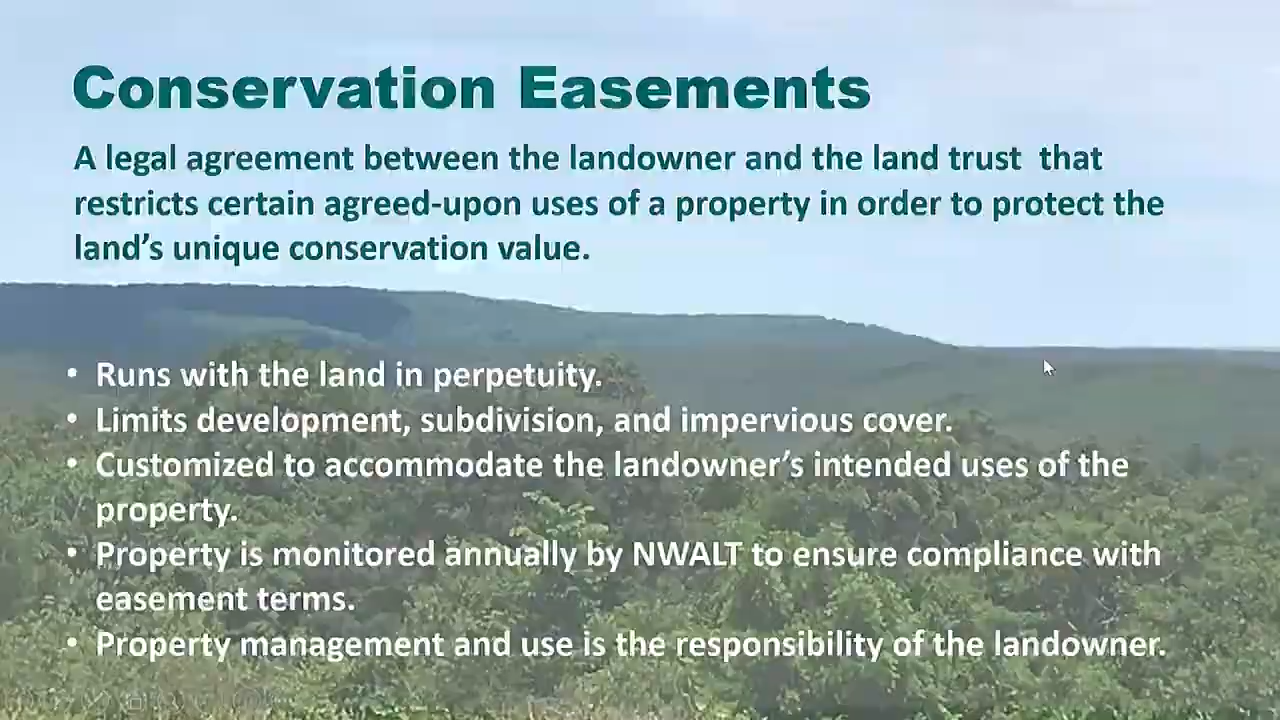 Conservation Easements
A legal agreement between the landowner and the land trust  that
restricts certain agreed-upon uses of a property in order to protect the
land’s unique conservation value.
• Runs with the land in perpetuity.
• Limits development, subdivision, and impervious cover.
• Customized to accommodate the landowner’s intended uses of the
property.
• Property is monitored annually by NWALT to ensure compliance with
easement terms.
• Property management and use is the responsibility of the landowner.